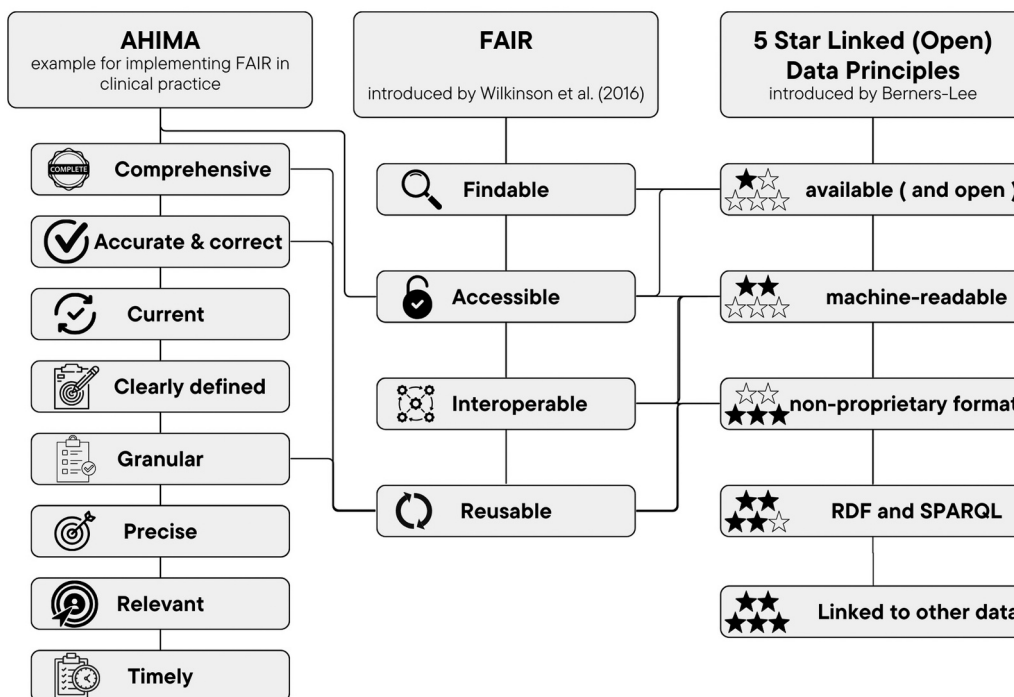 AHIMA
example for implementing FAIR in
clinical practice
COMPLETE
Comprehensive
Accurate & correct
Current
Clearly defined
Granular
Precise
Relevant
Timely
FAIR
introduced by Wilkinson et al. (2016)
Findable
Accessible
Interoperable
Reusable
5 Star Linked (Open)
Data Principles
introduced by Berners-Lee
available ( and open )
machine-readable
non-proprietary format
RDF and SPARQL
Linked to other data